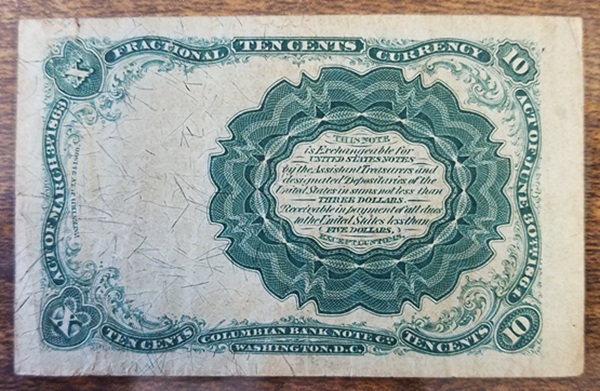 FRACTIONAL TEN CENTS CURRENCY
X
10
ACT OF MARCH 3RD 1863
ACT OF JUNE 30TH 1864
THIS NOTE
is Exchangeable for
UNITED STATES NOTES
by the Assistant Treasurers and
designated Depositaries of the
United States in sums not less than
THREE DOLLARS.
Receivable in payment of all dues
to the United States less than
FIVE DOLLARS,
EXCEPT CUSTOMS.
X
10
TEN CENTS
COLUMBIAN BANK NOTE CO.
WASHINGTON, D.C.
TEN CENTS